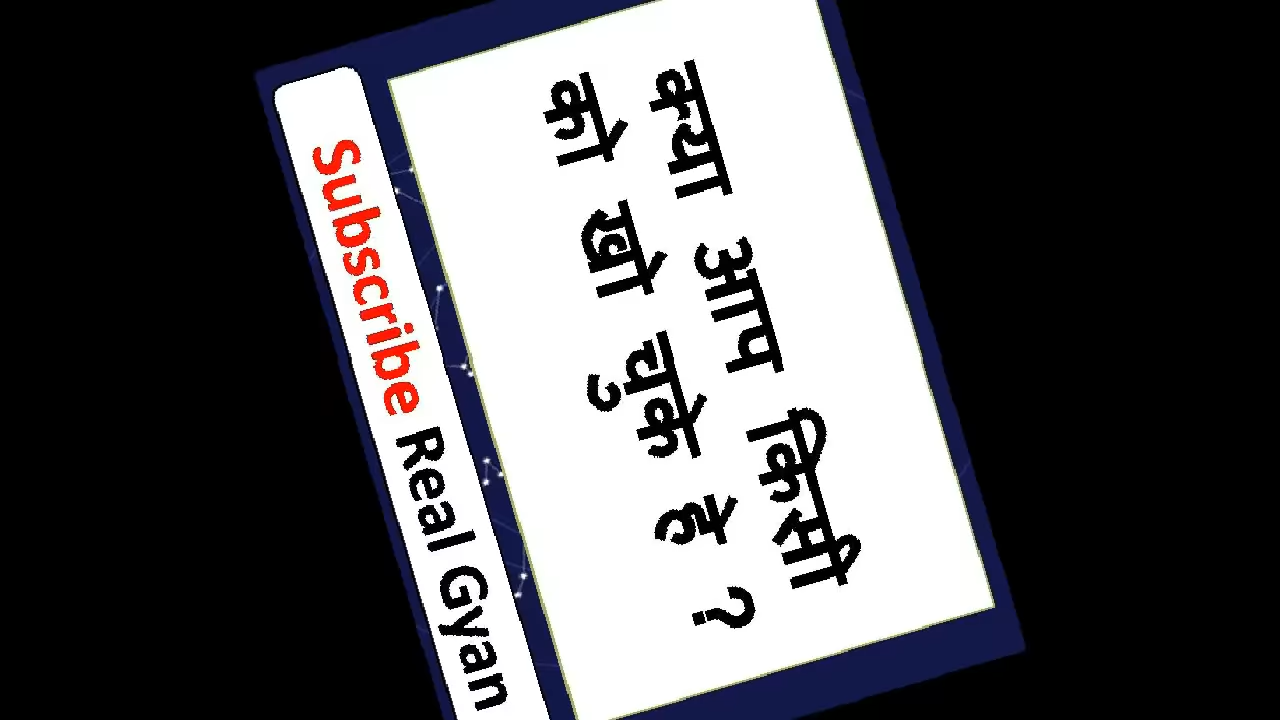 क्या आप किसी
को खो चुके है ?
Subscribe Real Gyan